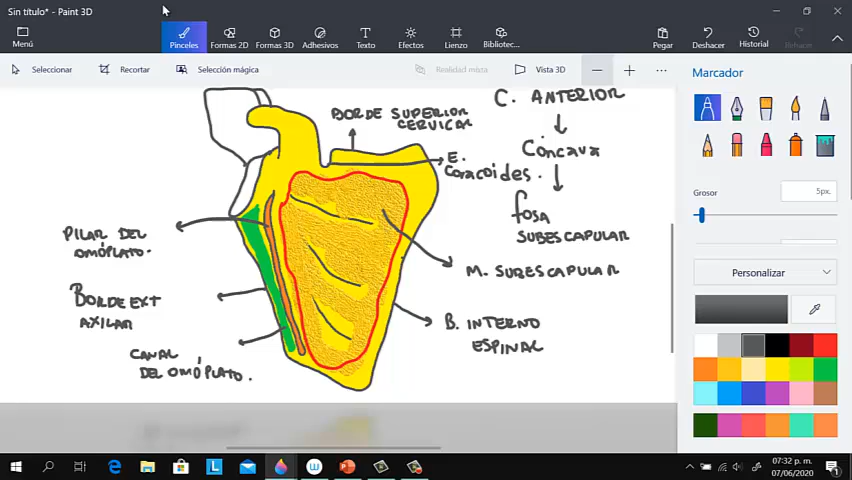 Sin título* - Paint 3D
Menú
Pinceles
Formas 2D
Formas 3D
Adhesivos
Texto
Efectos
Lienzo
Bibliotec...
Pegar
Deshacer
Historial
Rehacer
Seleccionar
Recortar
Selección mágica
Realidad mixta
Vista 3D
Marcador
Grosor
5px.
Personalizar
C. ANTERIOR
Cóncava
fosa
SUBESCAPULAR
BORDE SUPERIOR
CERVICAL
E.
Coracoides.
PILAR DEL
OMÓPLATO.
M. SUBESCAPULAR
BORDE EXT
AXILAR
B. INTERNO
ESPINAL
CANAL
DEL OMÓPLATO.
07:32 p. m.
07/06/2020